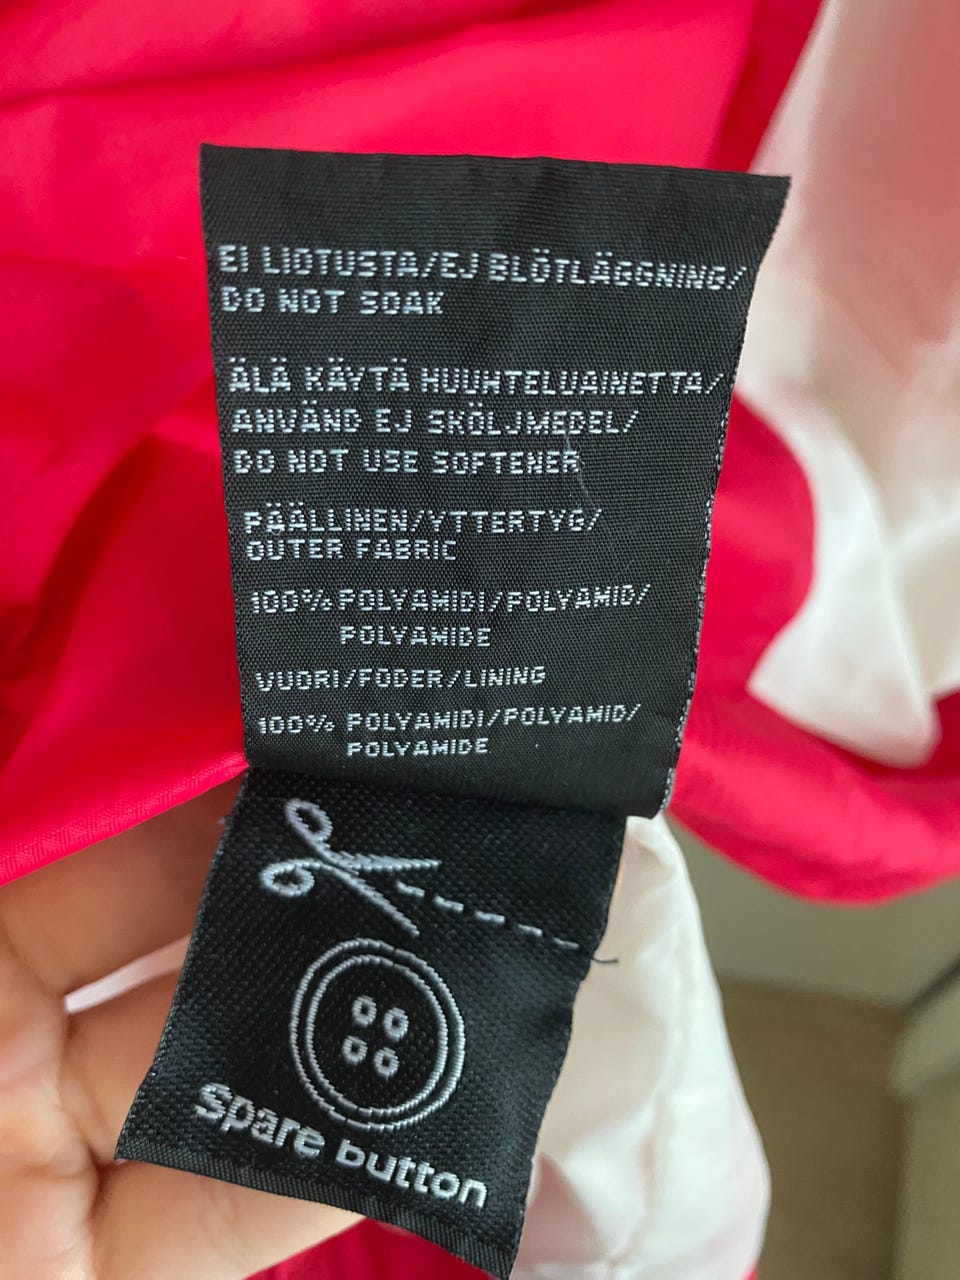 EI LIOTUSTA/EJ BLÖTLÄGGNING/
DO NOT SOAK
ÄLÄ KÄYTÄ HUUHTELUAINETTA/
ANVÄND EJ SKÖLJMEDEL/
DO NOT USE SOFTENER
PÄÄLLINEN/YTTERTYG/
OUTER FABRIC
100% POLYAMIDI/POLYAMID/
POLYAMIDE
VUORI/FODER/LINING
100% POLYAMIDI/POLYAMID/
POLYAMIDE
spare button